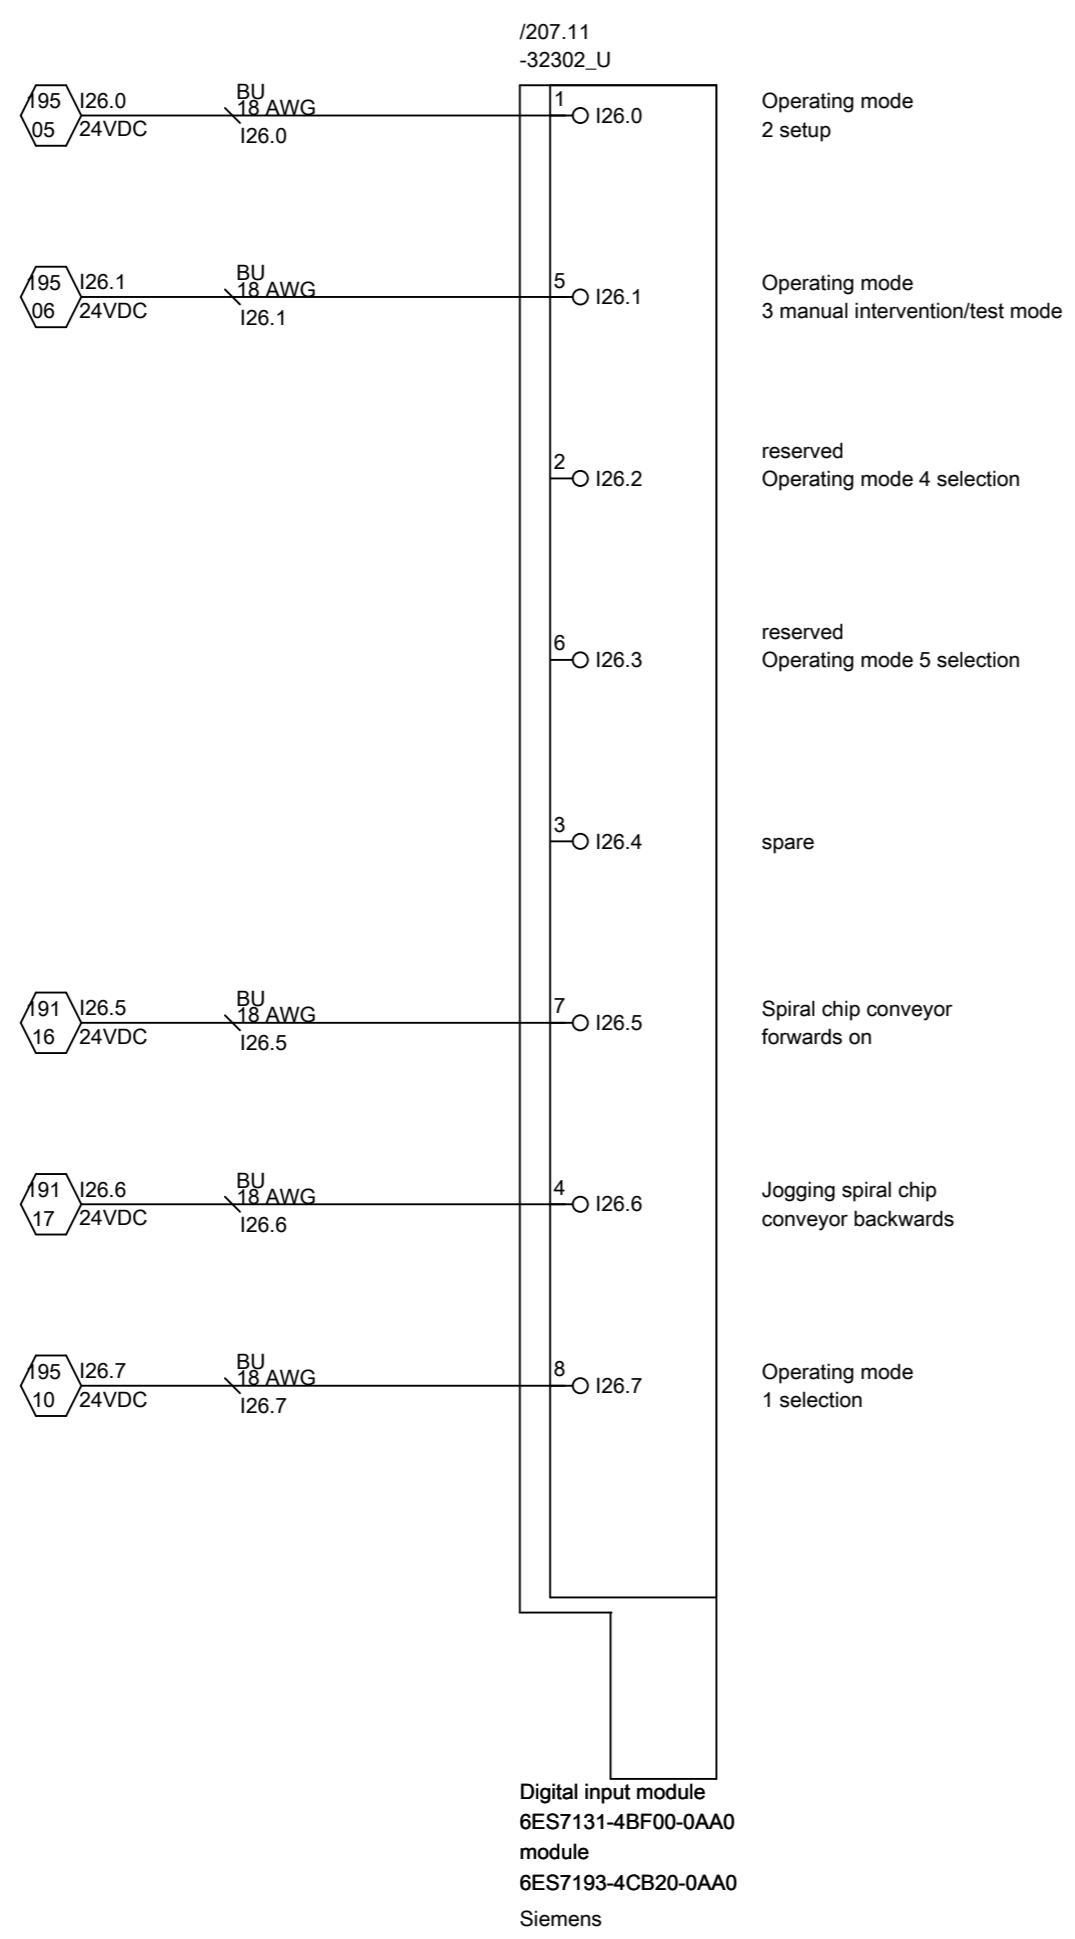 /207.11
-32302_U
195
05
I26.0
24VDC
BU
18 AWG
I26.0
1
I26.0
Operating mode
2 setup
195
06
I26.1
24VDC
BU
18 AWG
I26.1
5
I26.1
Operating mode
3 manual intervention/test mode
2
I26.2
reserved
Operating mode 4 selection
6
I26.3
reserved
Operating mode 5 selection
3
I26.4
spare
191
16
I26.5
24VDC
BU
18 AWG
I26.5
7
I26.5
Spiral chip conveyor
forwards on
191
17
I26.6
24VDC
BU
18 AWG
I26.6
4
I26.6
Jogging spiral chip
conveyor backwards
195
10
I26.7
24VDC
BU
18 AWG
I26.7
8
I26.7
Operating mode
1 selection
Digital input module
6ES7131-4BF00-0AA0
module
6ES7193-4CB20-0AA0
Siemens